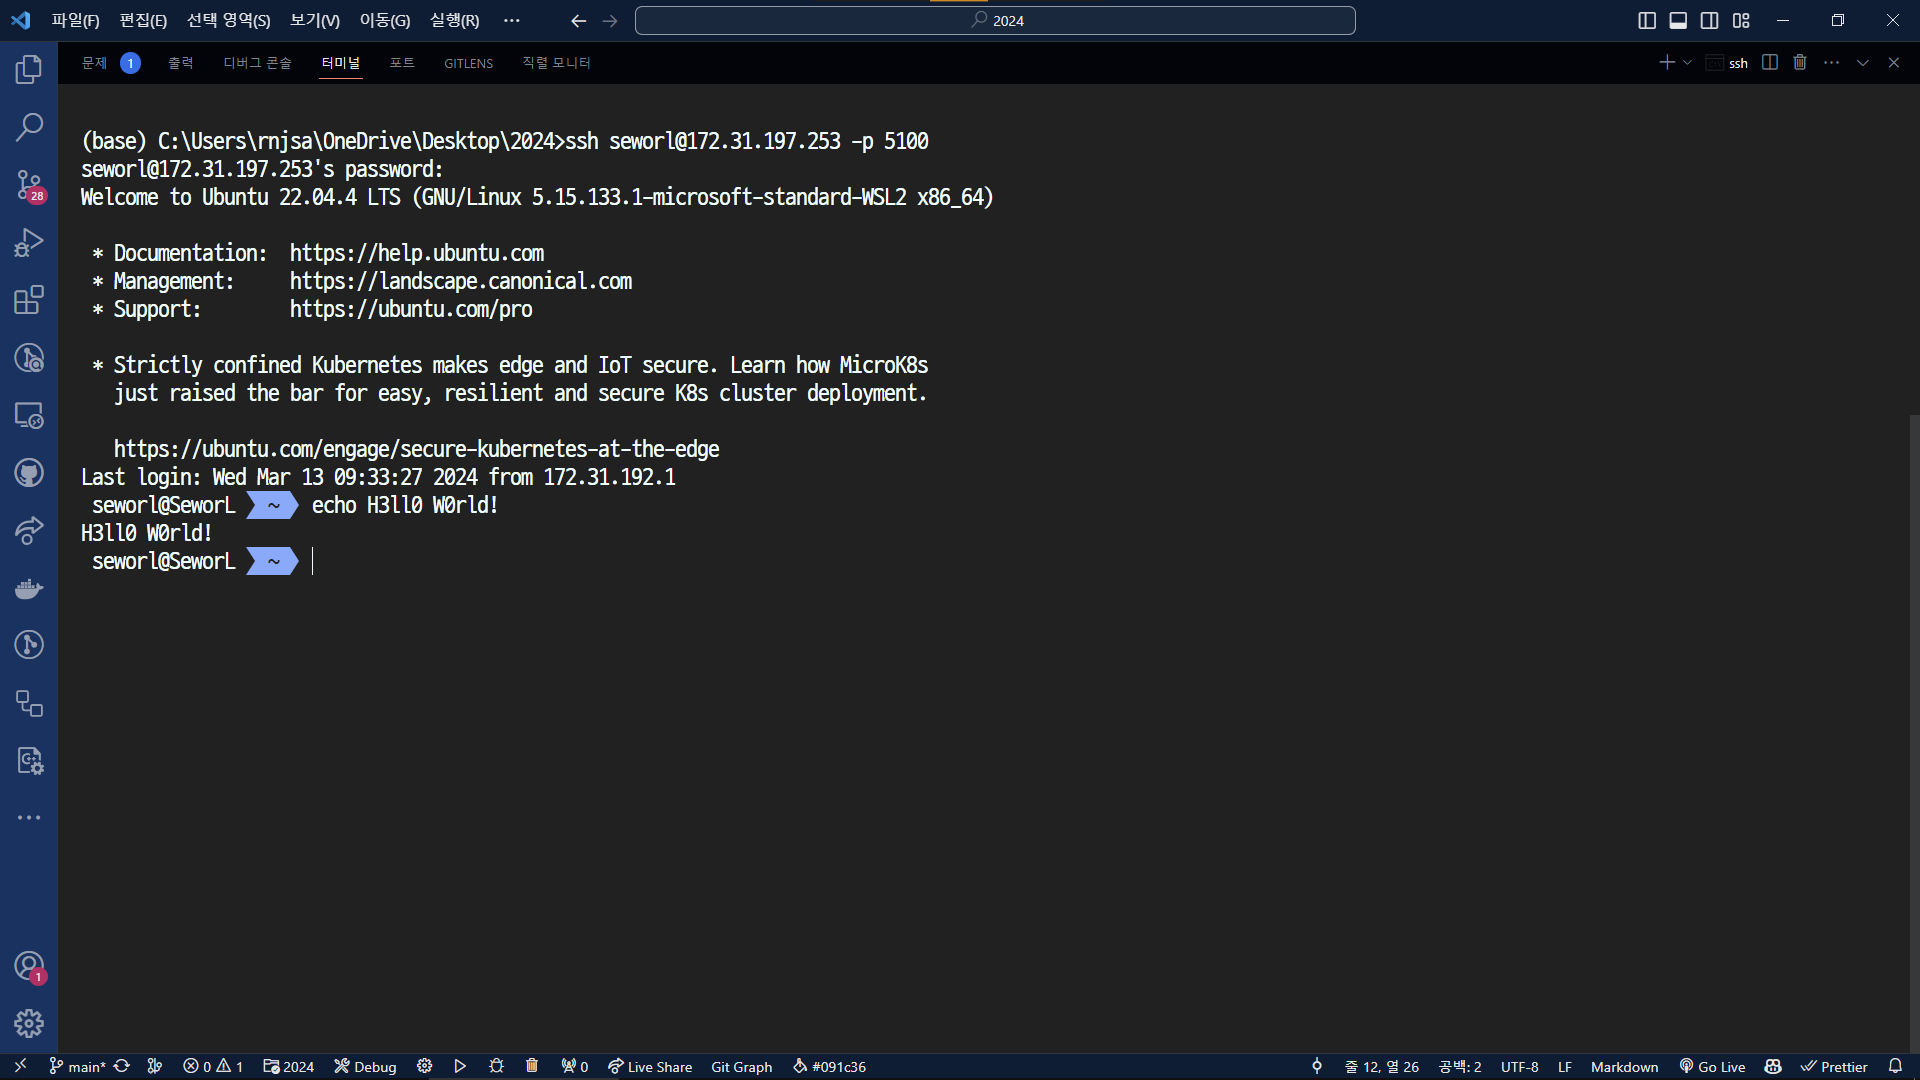 파일(F) 편집(E) 선택 영역(S) 보기(V) 이동(G) 실행(R) ··· 2024
문제 1 출력 디버그 콘솔 터미널 포트 GITLENS 직렬 모니터 ssh
(base) C:\Users\rnjsa\OneDrive\Desktop\2024>ssh seworl@172.31.197.253 -p 5100
seworl@172.31.197.253's password:
Welcome to Ubuntu 22.04.4 LTS (GNU/Linux 5.15.133.1-microsoft-standard-WSL2 x86_64)
* Documentation:  https://help.ubuntu.com
* Management:     https://landscape.canonical.com
* Support:        https://ubuntu.com/pro
* Strictly confined Kubernetes makes edge and IoT secure. Learn how MicroK8s
just raised the bar for easy, resilient and secure K8s cluster deployment.
https://ubuntu.com/engage/secure-kubernetes-at-the-edge
Last login: Wed Mar 13 09:33:27 2024 from 172.31.192.1
seworl@SeworL ~ echo H3ll0 W0rld!
H3ll0 W0rld!
seworl@SeworL ~
28
1
main* 0 1 2024 Debug 0 Live Share Git Graph #091c36 줄 12, 열 26 공백: 2 UTF-8 LF Markdown Go Live Prettier